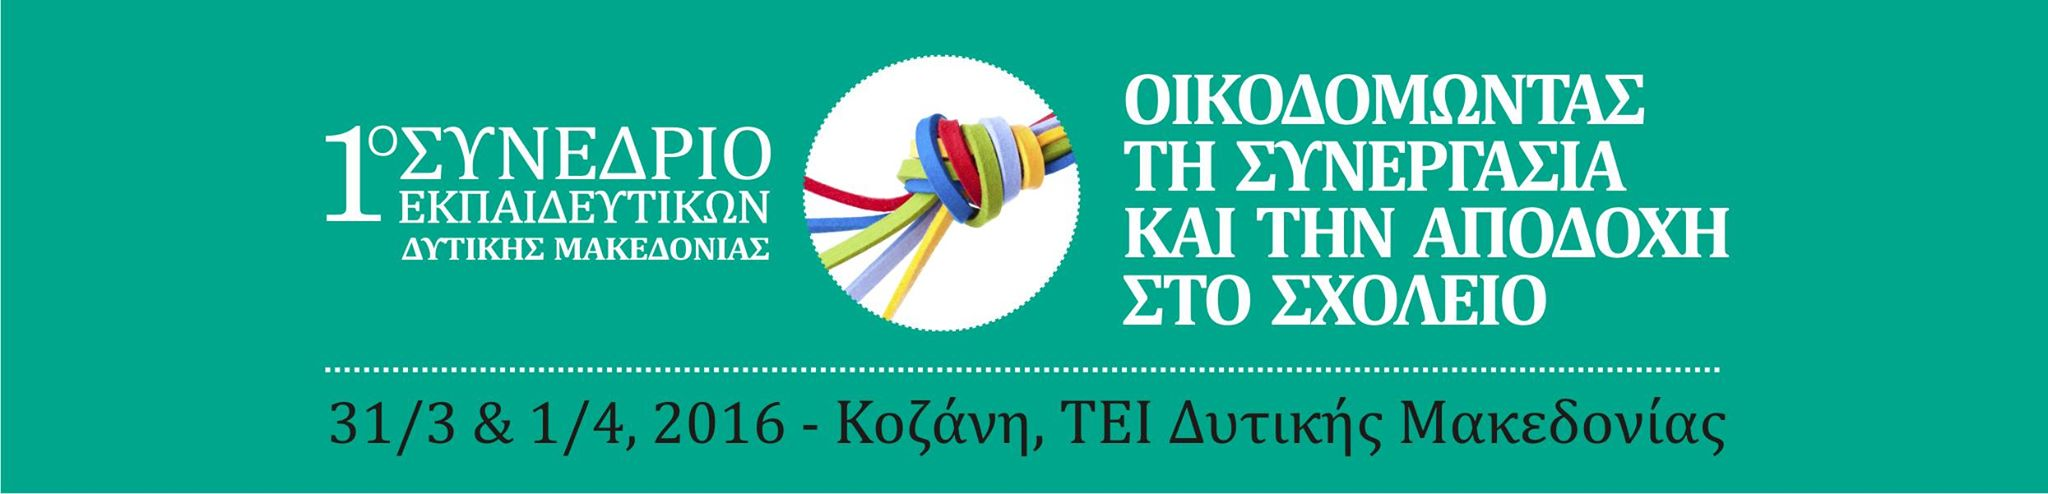 1ο ΣΥΝΕΔΡΙΟ
ΕΚΠΑΙΔΕΥΤΙΚΩΝ
ΔΥΤΙΚΗΣ ΜΑΚΕΔΟΝΙΑΣ
ΟΙΚΟΔΟΜΩΝΤΑΣ
ΤΗ ΣΥΝΕΡΓΑΣΙΑ
ΚΑΙ ΤΗΝ ΑΠΟΔΟΧΗ
ΣΤΟ ΣΧΟΛΕΙΟ
31/3 & 1/4, 2016 - Κοζάνη, ΤΕΙ Δυτικής Μακεδονίας